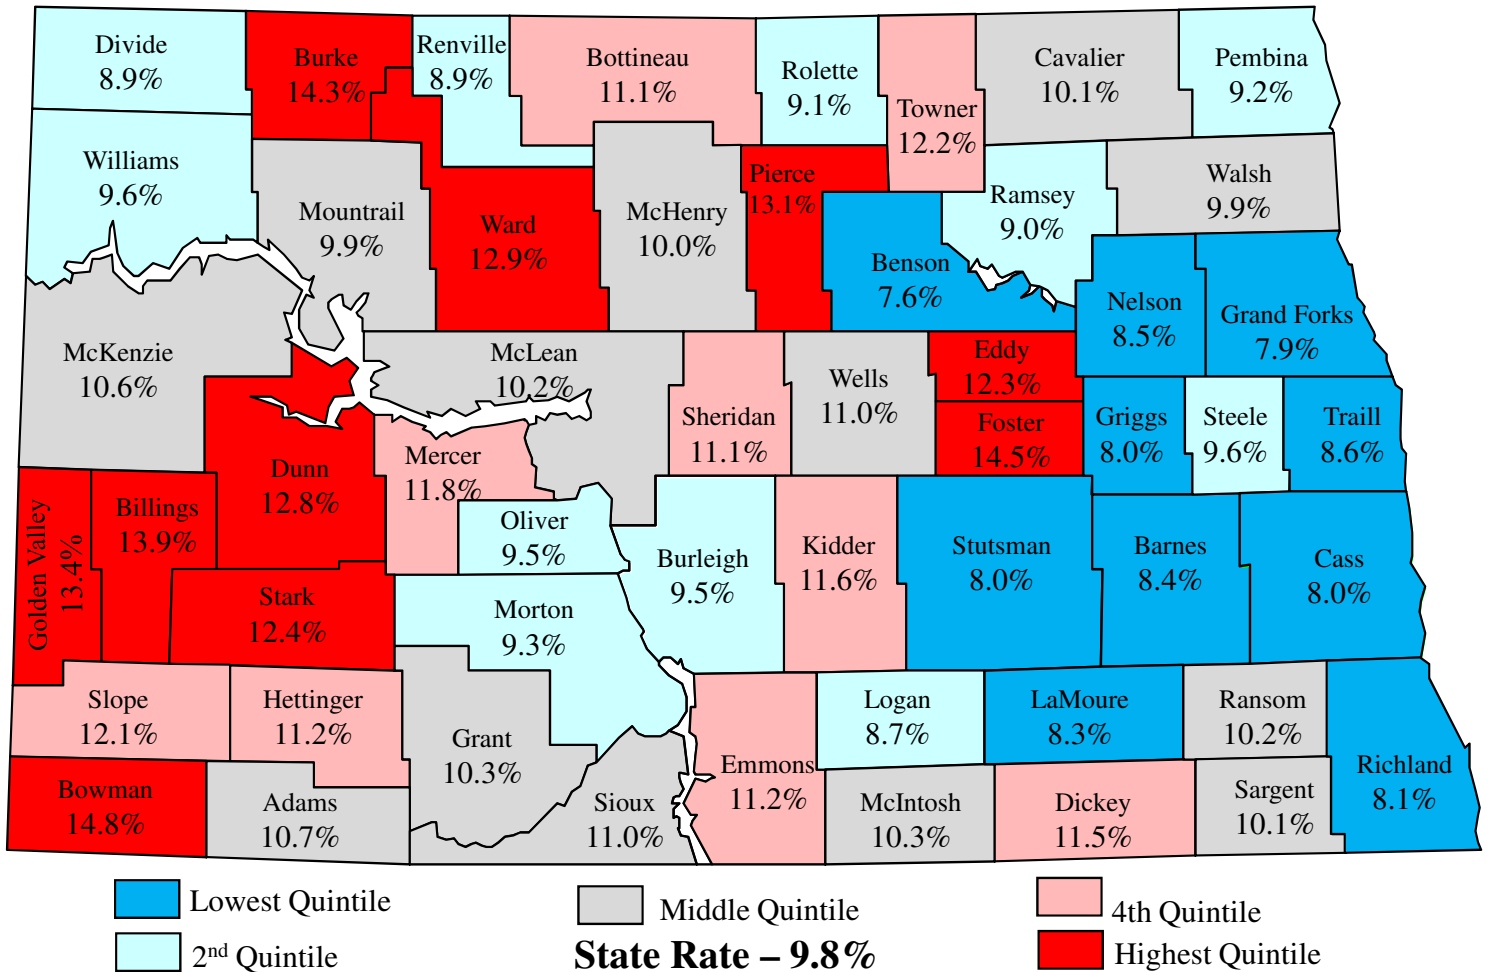 Divide
8.9%
Burke
14.3%
Renville
8.9%
Bottineau
11.1%
Rolette
9.1%
Towner
12.2%
Cavalier
10.1%
Pembina
9.2%
Williams
9.6%
Mountrail
9.9%
Ward
12.9%
McHenry
10.0%
Pierce
13.1%
Benson
7.6%
Ramsey
9.0%
Walsh
9.9%
Nelson
8.5%
Grand Forks
7.9%
McKenzie
10.6%
McLean
10.2%
Sheridan
11.1%
Wells
11.0%
Eddy
12.3%
Foster
14.5%
Griggs
8.0%
Steele
9.6%
Traill
8.6%
Golden Valley
13.4%
Billings
13.9%
Dunn
12.8%
Mercer
11.8%
Oliver
9.5%
Burleigh
9.5%
Kidder
11.6%
Stutsman
8.0%
Barnes
8.4%
Cass
8.0%
Stark
12.4%
Morton
9.3%
Slope
12.1%
Hettinger
11.2%
Grant
10.3%
Emmons
11.2%
Logan
8.7%
LaMoure
8.3%
Ransom
10.2%
Richland
8.1%
Bowman
14.8%
Adams
10.7%
Sioux
11.0%
McIntosh
10.3%
Dickey
11.5%
Sargent
10.1%
Lowest Quintile
Middle Quintile
4th Quintile
2nd Quintile
State Rate – 9.8%
Highest Quintile